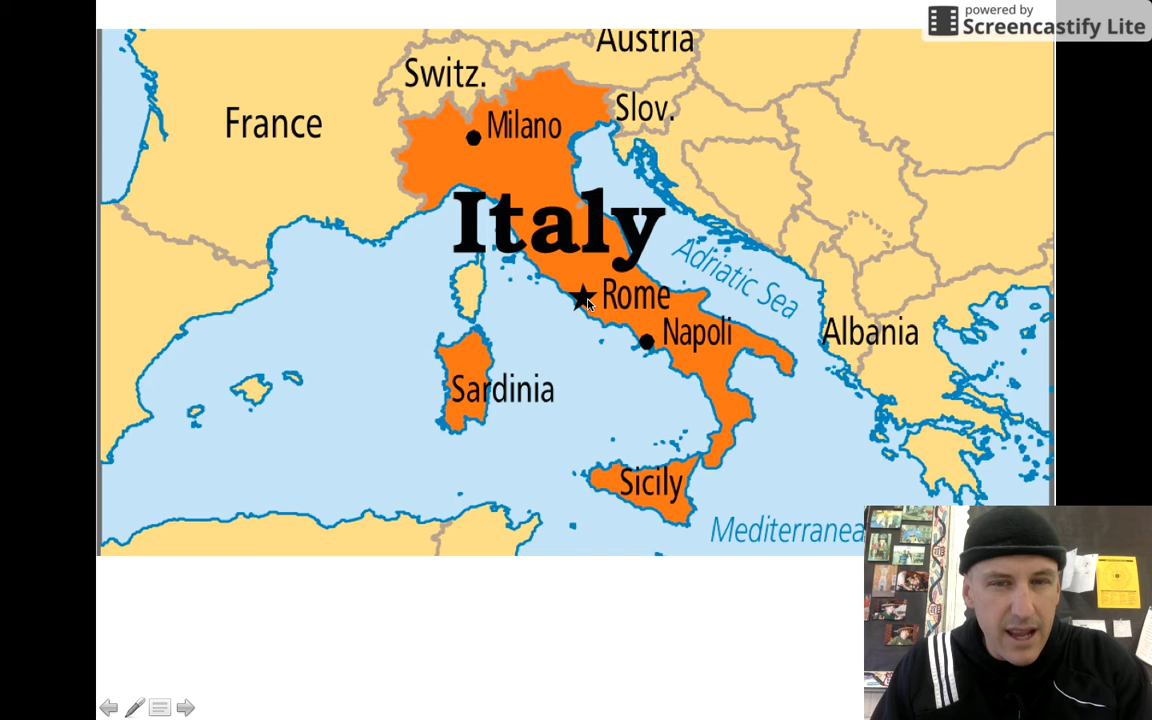 powered by
Screencastify Lite
Austria
Switz.
Slov.
France
Milano
Italy
Adriatic Sea
Rome
Napoli
Albania
Sardinia
Sicily
Mediterranea